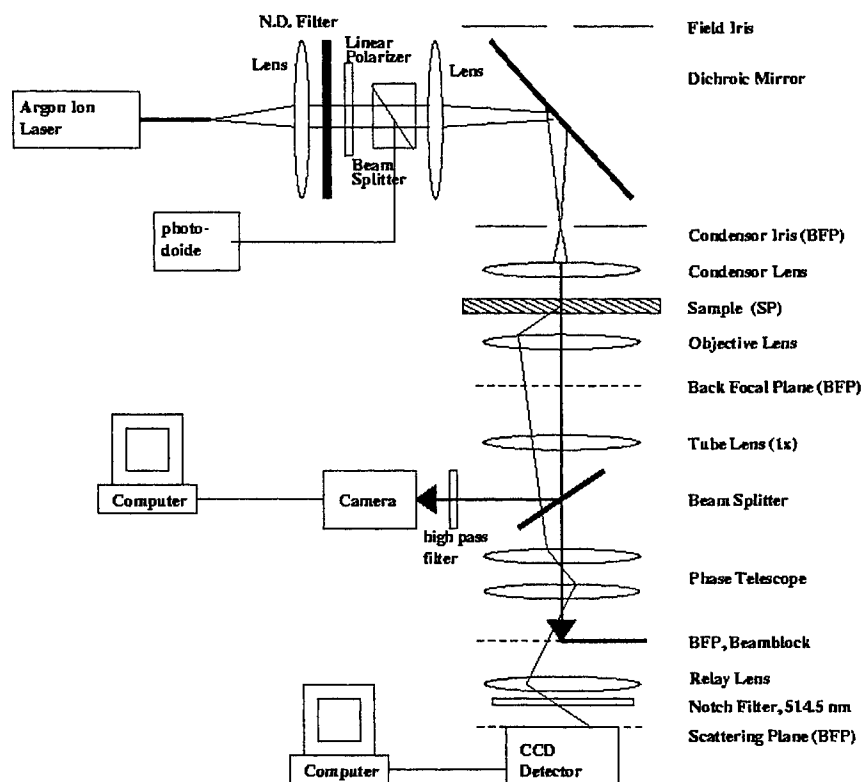 N.D. Filter
Linear
Polarizer
Lens
Lens
Field Iris
Dichroic Mirror
Argon Ion
Laser
Beam
Splitter
photo-
doide
Condensor Iris (BFP)
Condensor Lens
Sample (SP)
Objective Lens
Back Focal Plane (BFP)
Tube Lens (1x)
Computer
Camera
Beam Splitter
high pass
filter
Phase Telescope
BFP, Beamblock
Relay Lens
Notch Filter, 514.5 nm
Scattering Plane (BFP)
CCD
Detector
Computer